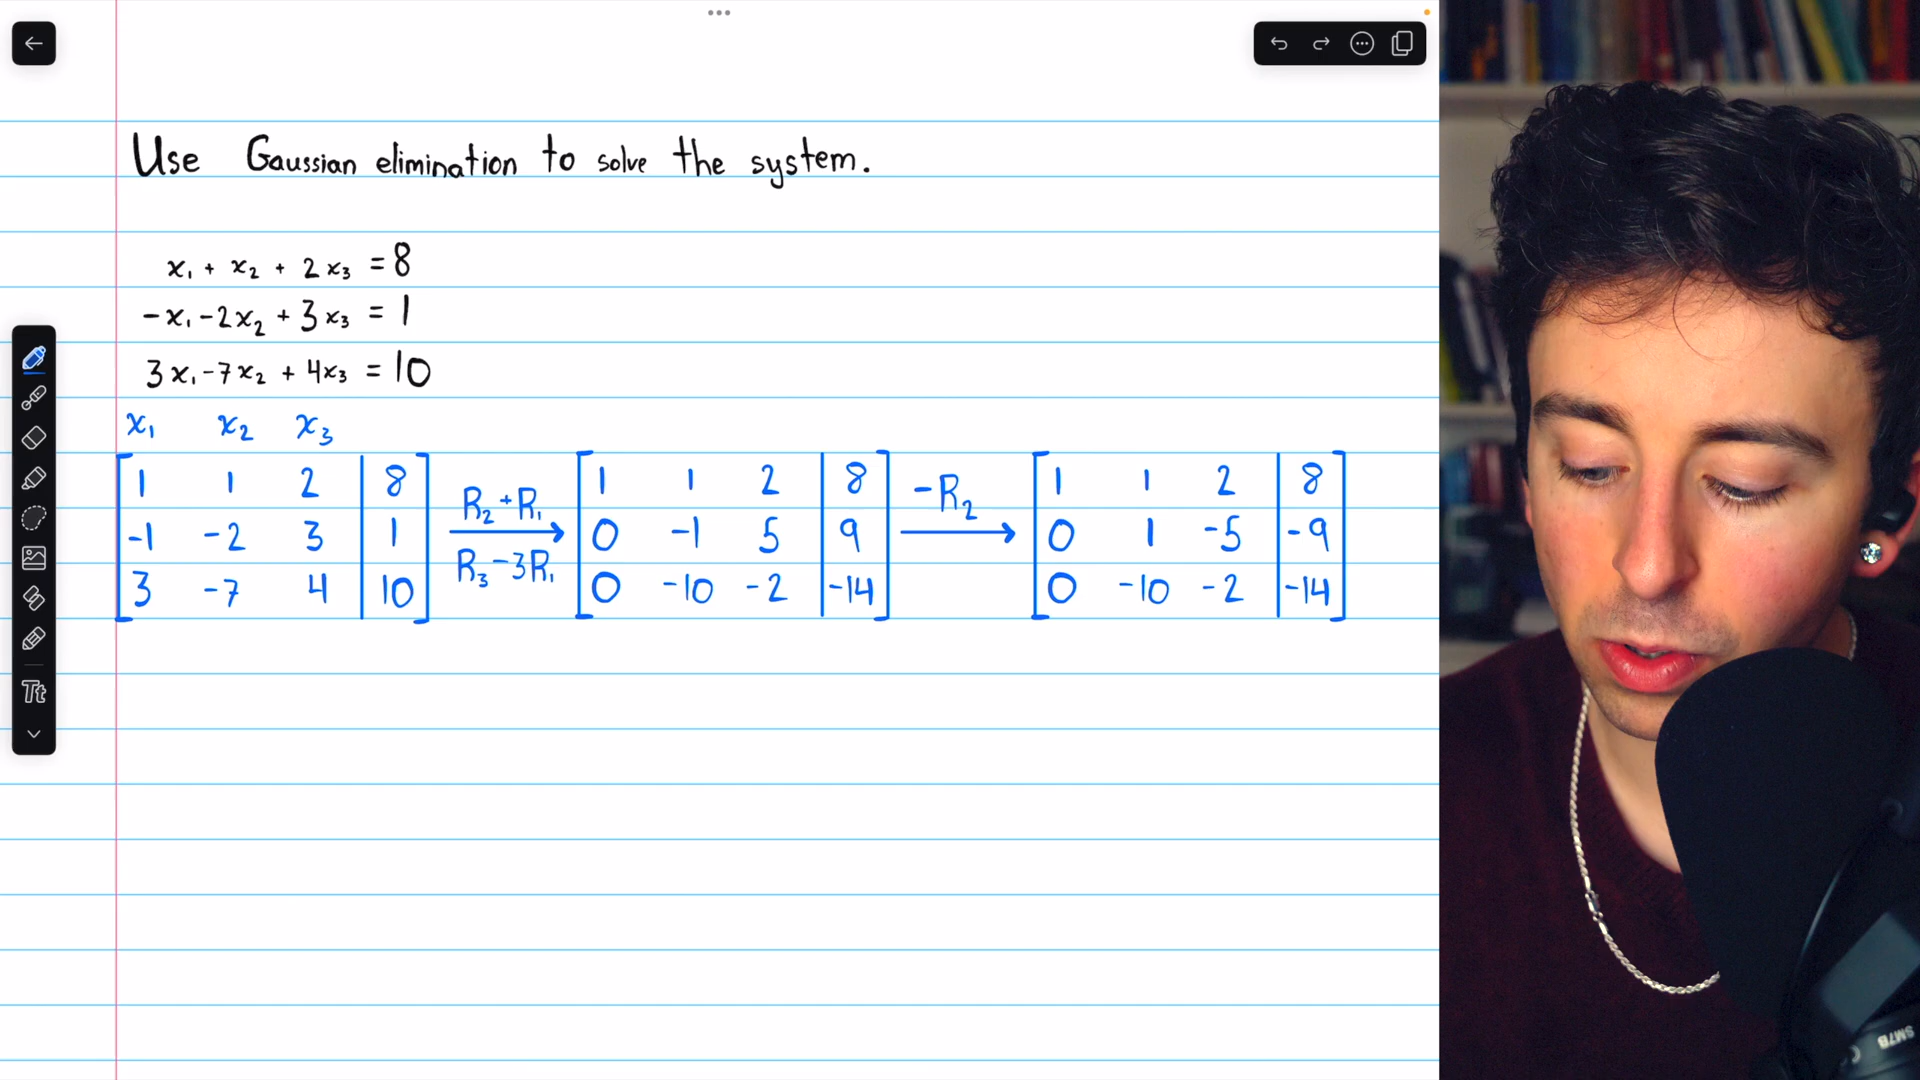 Use Gaussian elimination to solve the system.
x₁ + x₂ + 2x₃ = 8
-x₁ - 2x₂ + 3x₃ = 1
3x₁ - 7x₂ + 4x₃ = 10
x₁ x₂ x₃
1 1 2 | 8
-1 -2 3 | 1
3 -7 4 | 10
R₂ + R₁
R₃ - 3R₁
1 1 2 | 8
0 -1 5 | 9
0 -10 -2 | -14
-R₂
1 1 2 | 8
0 1 -5 | -9
0 -10 -2 | -14
Tt
SM7B